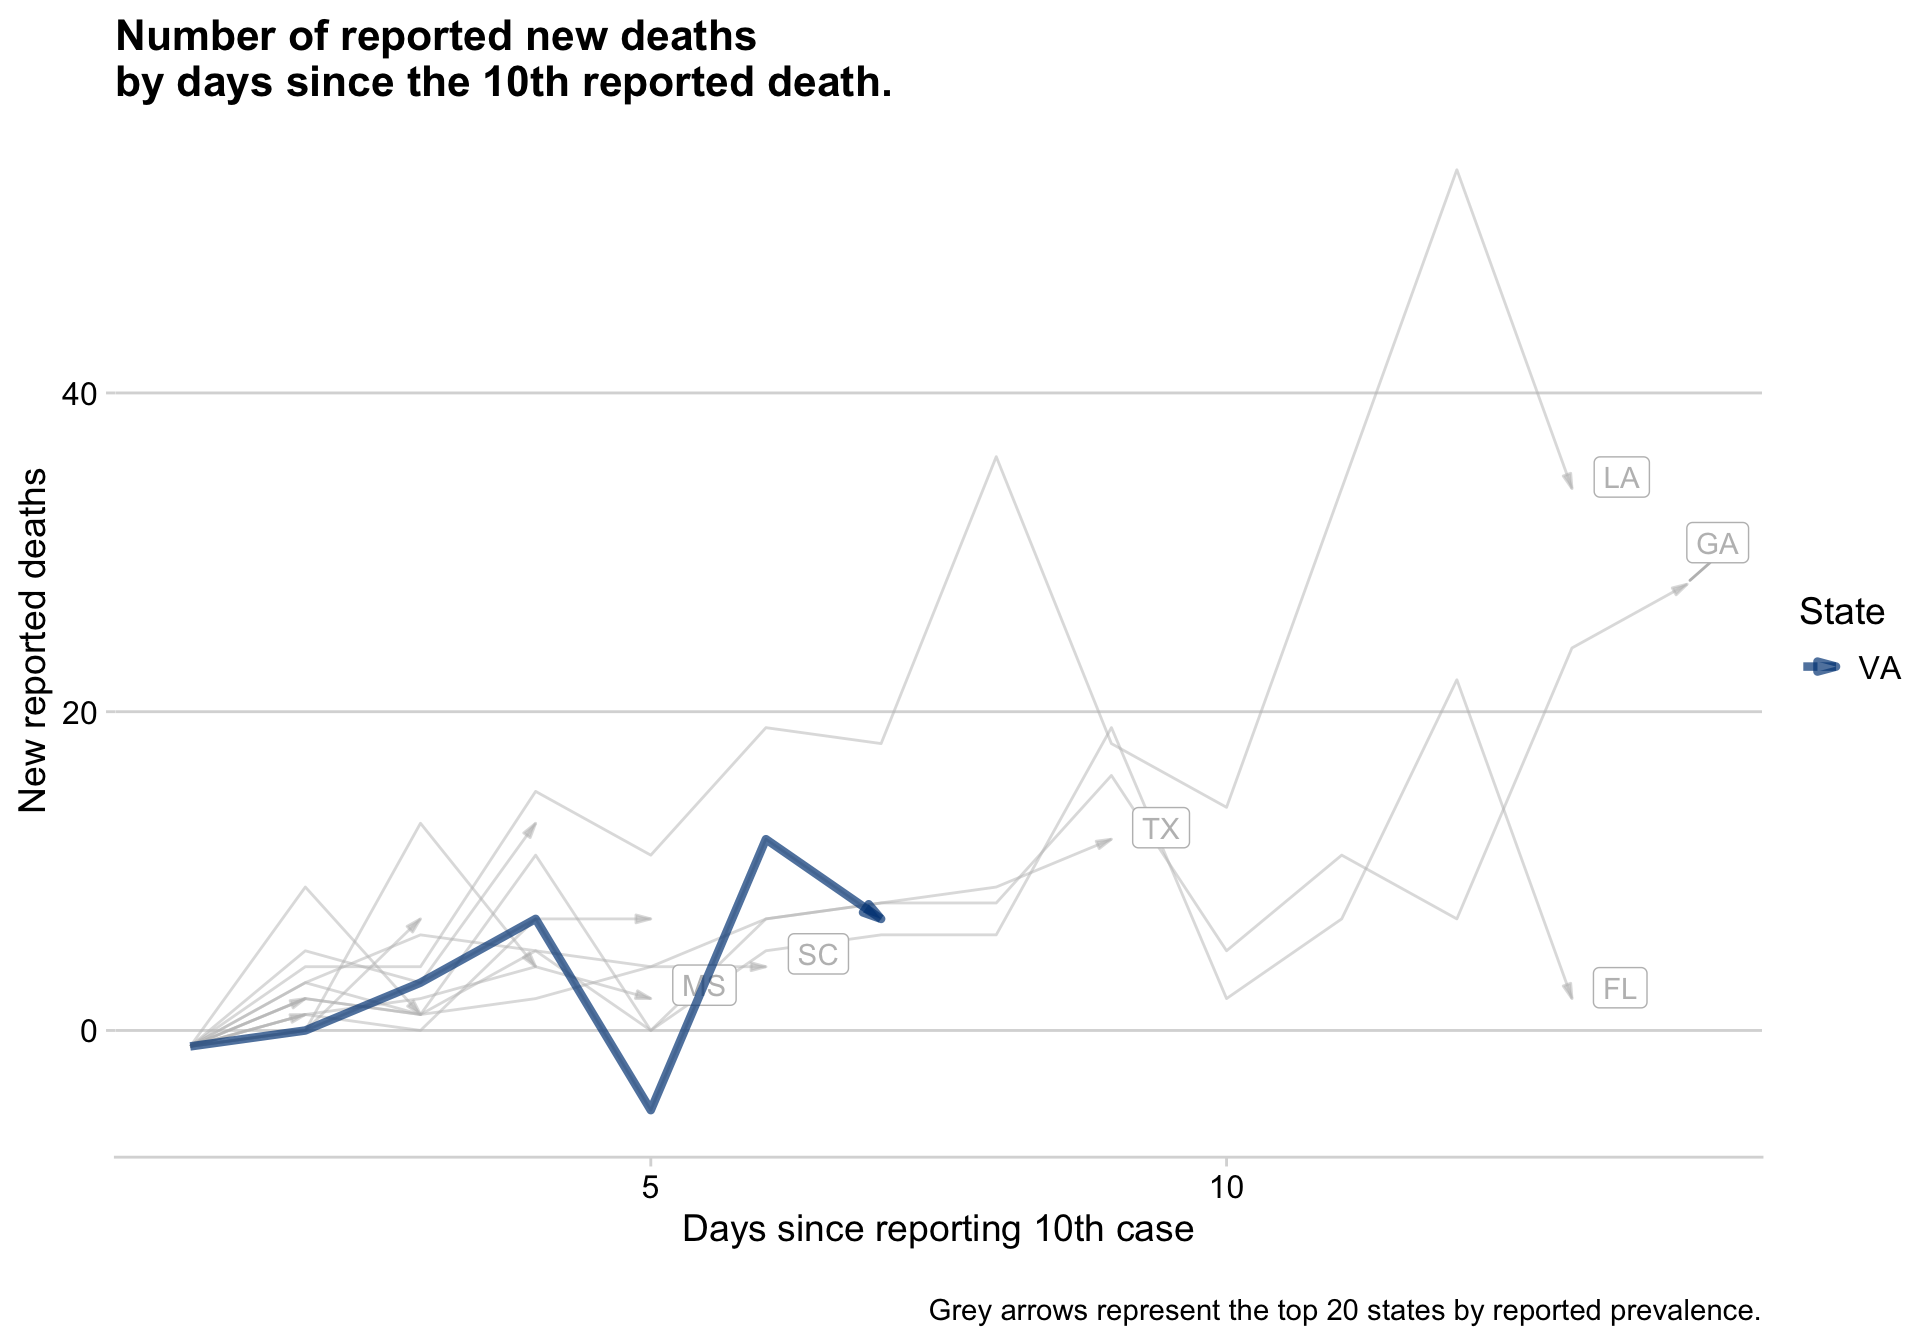 Number of reported new deaths
by days since the 10th reported death.
40
20
0
New reported deaths
LA
GA
TX
SC
MS
FL
State
VA
5
10
Days since reporting 10th case
Grey arrows represent the top 20 states by reported prevalence.